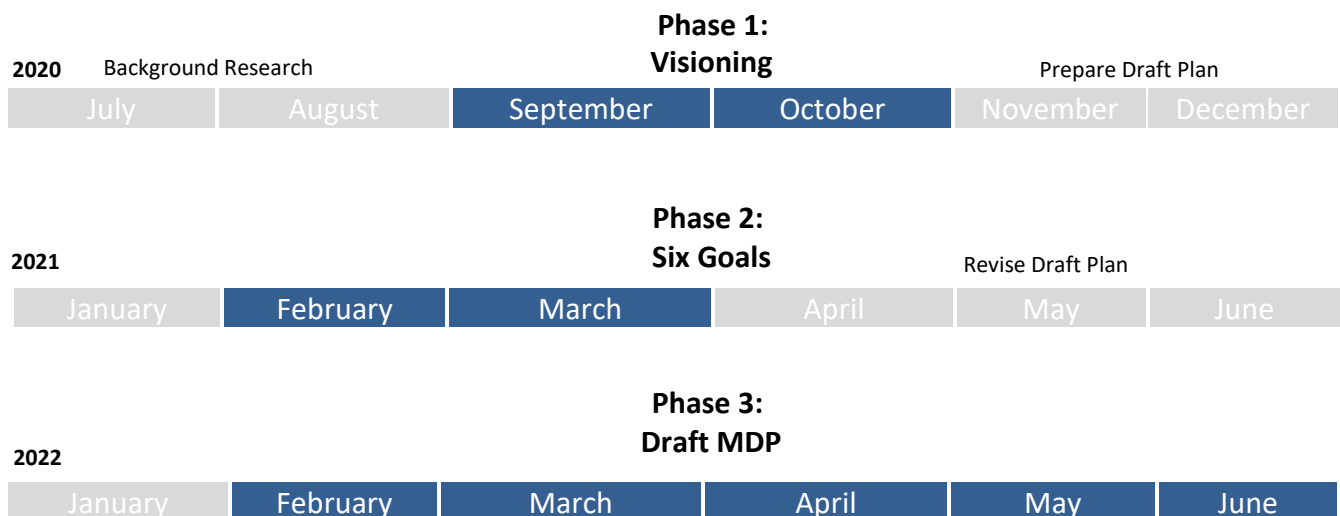 Phase 1:
Visioning
2020 Background Research Prepare Draft Plan
July August September October November December
Phase 2:
Six Goals
2021 Revise Draft Plan
January February March April May June
Phase 3:
Draft MDP
2022
January February March April May June